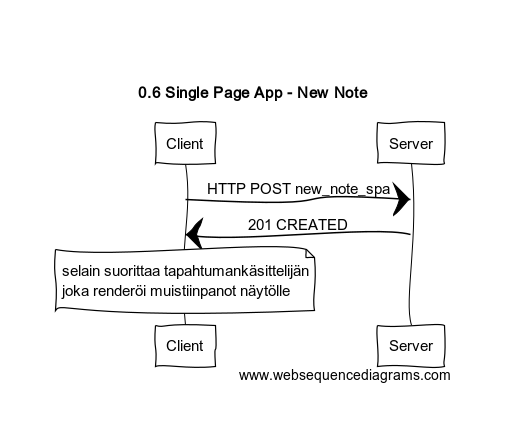 0.6 Single Page App - New Note
Client
Server
HTTP POST new_note_spa
201 CREATED
selain suorittaa tapahtumankäsittelijän
joka renderöi muistiinpanot näytölle
Client
Server
www.websequencediagrams.com